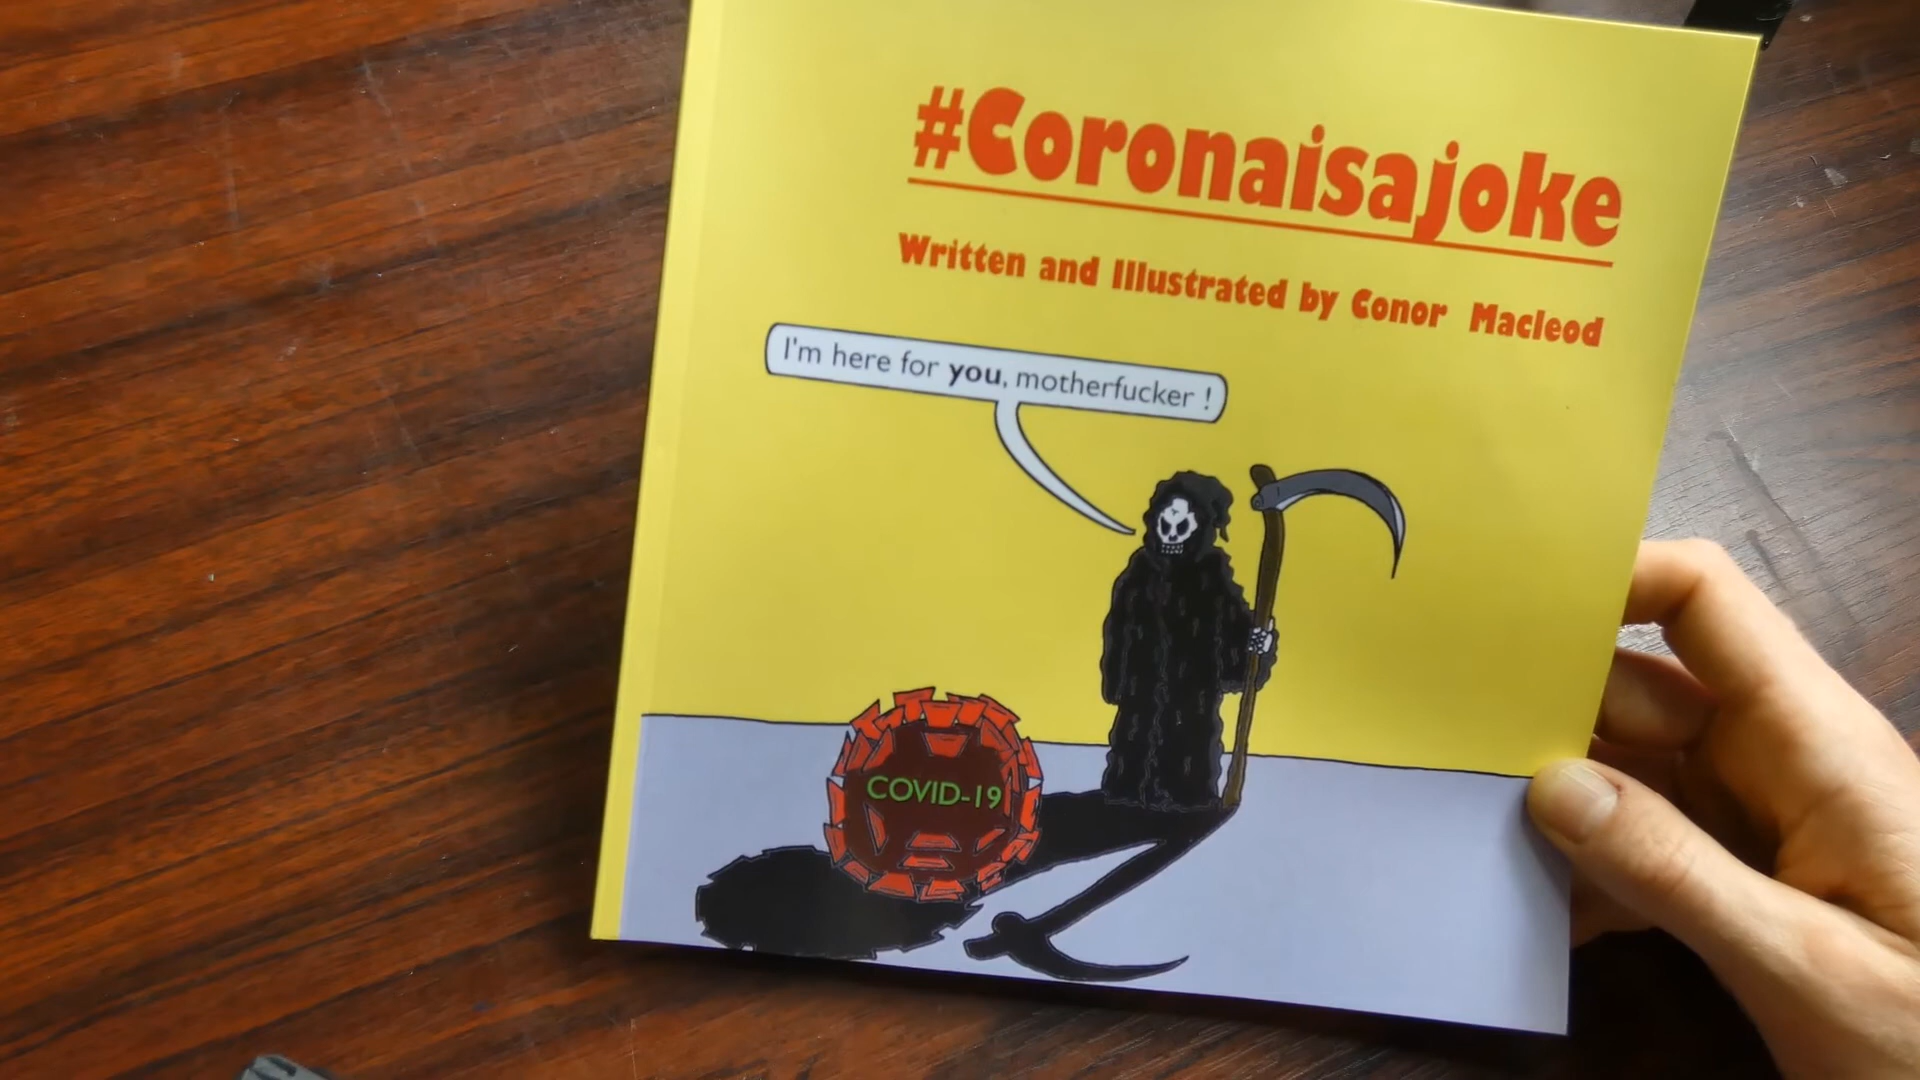 #Coronaisajoke
Written and Illustrated by Conor Macleod
I'm here for you, motherfucker !
COVID-19